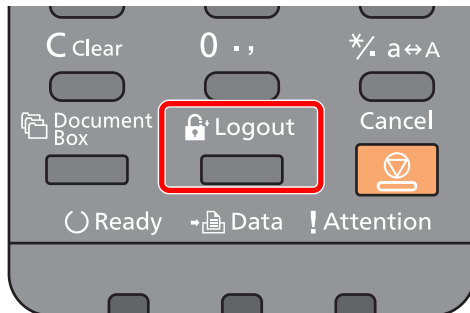 C Clear
0 . ,
*/. a↔A
Document
Box
Logout
Cancel
Ready
Data
! Attention